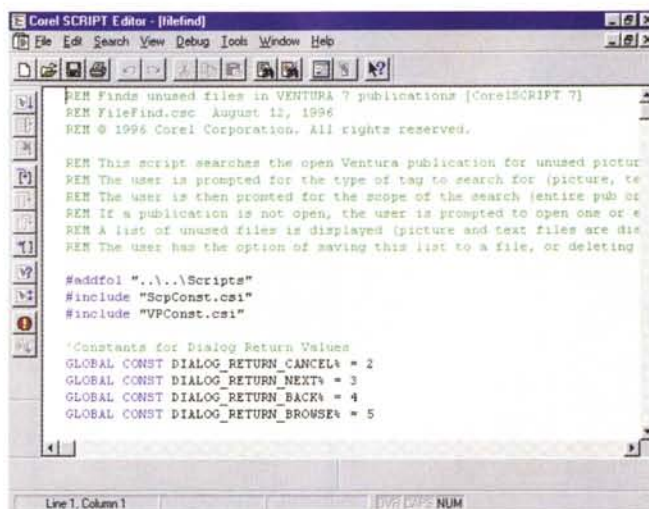 Corel SCRIPT Editor - [filefind]
File Edit Search View Debug Tools Window Help
REM Finds unused files in VENTURA 7 publications [CorelSCRIPT 7]
REM FileFind.csc August 12, 1996
REM © 1996 Corel Corporation. All rights reserved.
REM This script searches the open Ventura publication for unused pictur
REM The user is prompted for the type of tag to search for (picture, te
REM The user is then promted for the scope of the search (entire pub or
REM If a publication is not open, the user is prompted to open one or e
REM A list of unused files is displayed (picture and text files are dis
REM The user has the option of saving this list to a file, or deleting
#addfol "..\..\Scripts"
#include "ScpConst.csi"
#include "VPConst.csi"
'Constants for Dialog Return Values
GLOBAL CONST DIALOG_RETURN_CANCEL% = 2
GLOBAL CONST DIALOG_RETURN_NEXT% = 3
GLOBAL CONST DIALOG_RETURN_BACK% = 4
GLOBAL CONST DIALOG_RETURN_BROWSE% = 5
Line 1, Column 1 OVR CAPS NUM